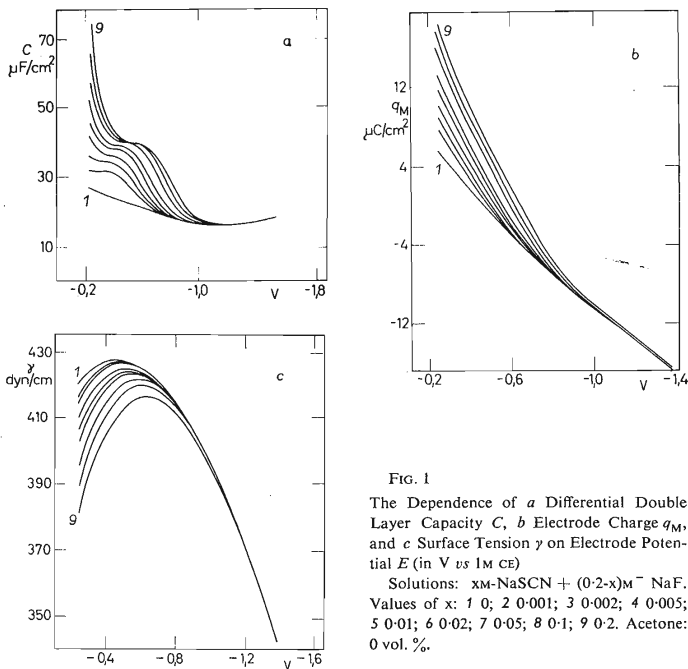 70
C
µF/cm²
50
30
10
9
a
1
-0,2
-1,0
V
-1,8
12
q_M
µC/cm²
4
-4
-12
9
b
1
-0,2
-0,6
-1,0
V
-1,4
430
γ
dyn/cm
410
390
370
350
1
c
9
-0,4
-0,8
-1,2
V
-1,6
FIG. 1
The Dependence of a Differential Double
Layer Capacity C, b Electrode Charge q_M,
and c Surface Tension γ on Electrode Poten-
tial E (in V vs 1M CE)
Solutions: xM-NaSCN + (0·2-x)M⁻ NaF.
Values of x: 1 0; 2 0·001; 3 0·002; 4 0·005;
5 0·01; 6 0·02; 7 0·05; 8 0·1; 9 0·2. Acetone:
0 vol. %.